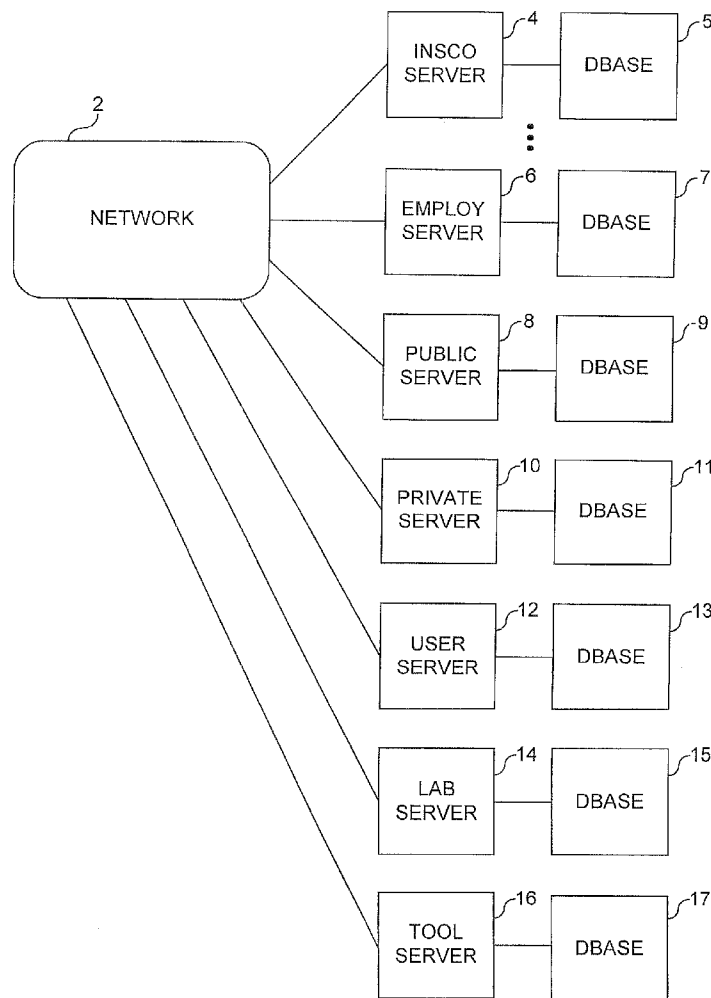 4
5
INSCO
SERVER
DBASE
2
6
7
NETWORK
EMPLOY
SERVER
DBASE
8
9
PUBLIC
SERVER
DBASE
10
11
PRIVATE
SERVER
DBASE
12
13
USER
SERVER
DBASE
14
15
LAB
SERVER
DBASE
16
17
TOOL
SERVER
DBASE